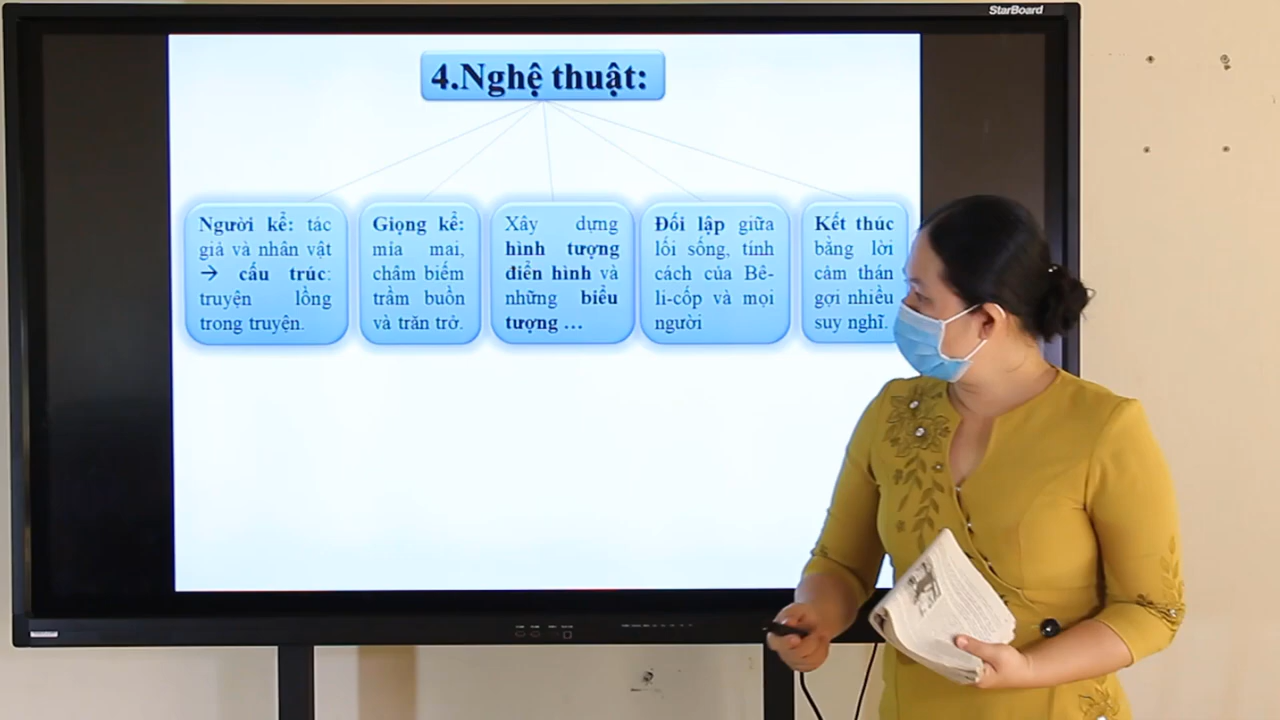 StarBoard
4.Nghệ thuật:
Người kể: tác
giả và nhân vật
→ cấu trúc:
truyện lồng
trong truyện.
Giọng kể:
mỉa mai,
châm biếm
trầm buồn
và trăn trở.
Xây dựng
hình tượng
điển hình và
những biểu
tượng ...
Đối lập giữa
lối sống, tính
cách của Bê-
li-cốp và mọi
người
Kết thúc
bằng lời
cảm thán
gợi nhiều
suy nghĩ.